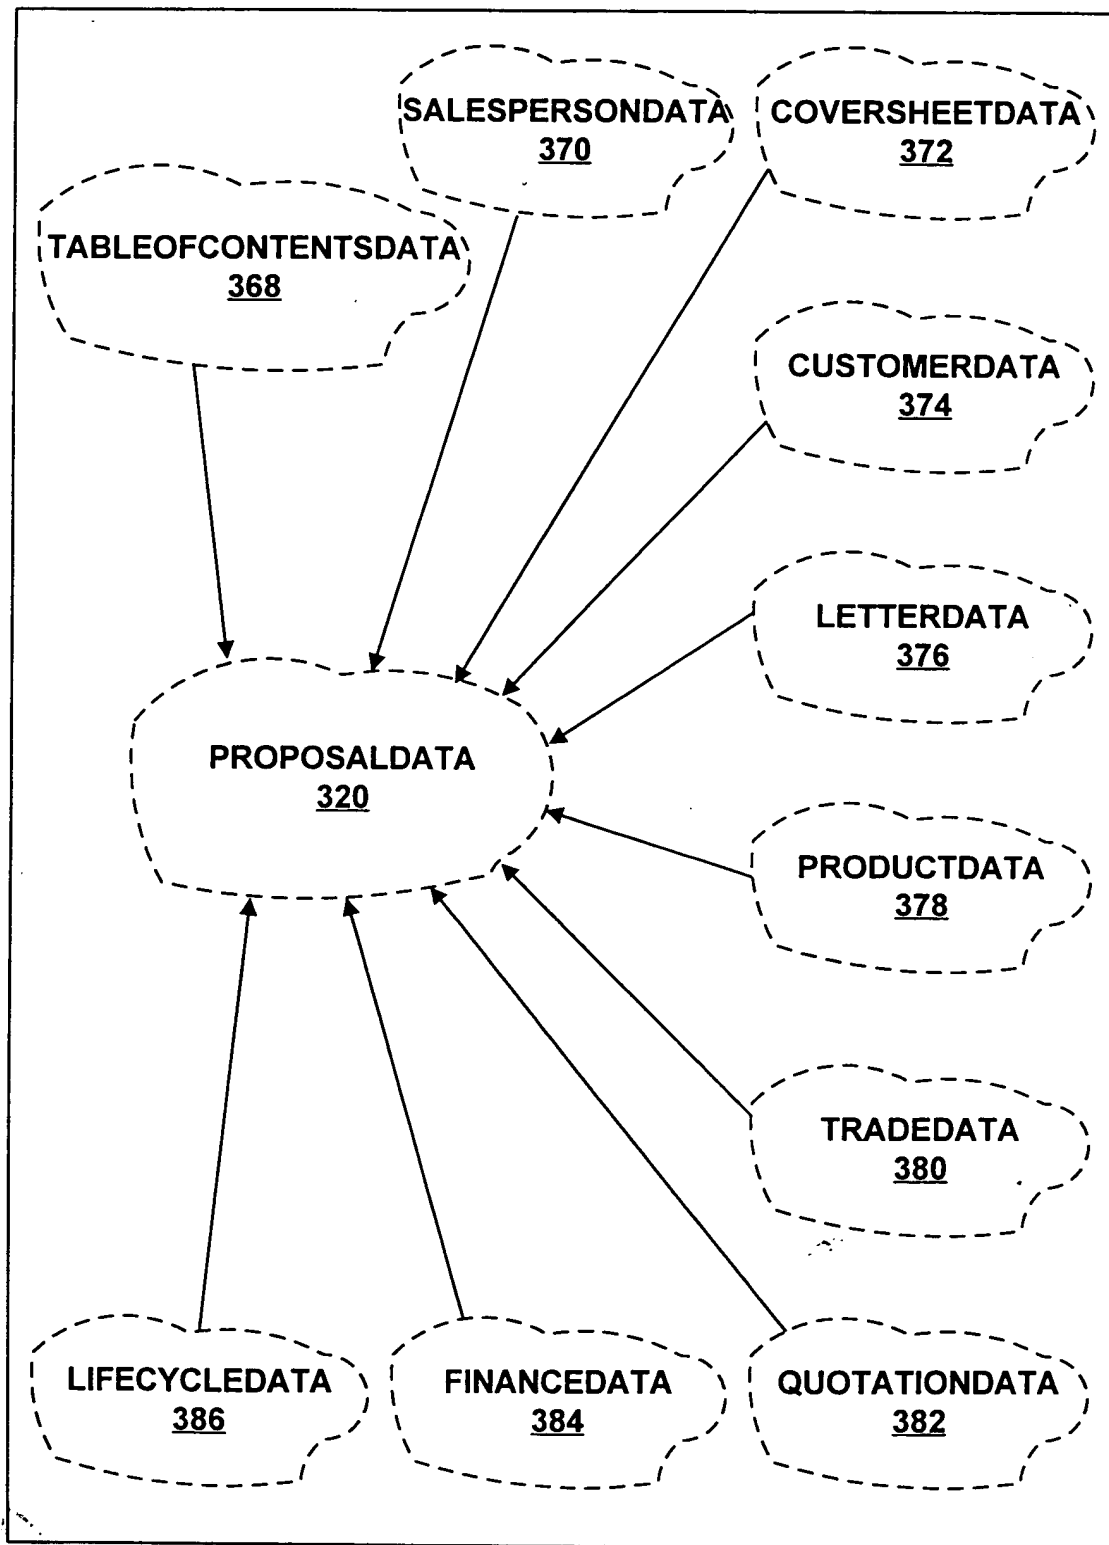 SALESPERSONDATA
370
COVERSHEETDATA
372
TABLEOFCONTENTSDATA
368
CUSTOMERDATA
374
LETTERDATA
376
PROPOSALDATA
320
PRODUCTDATA
378
TRADEDATA
380
LIFECYCLEDATA
386
FINANCEDATA
384
QUOTATIONDATA
382